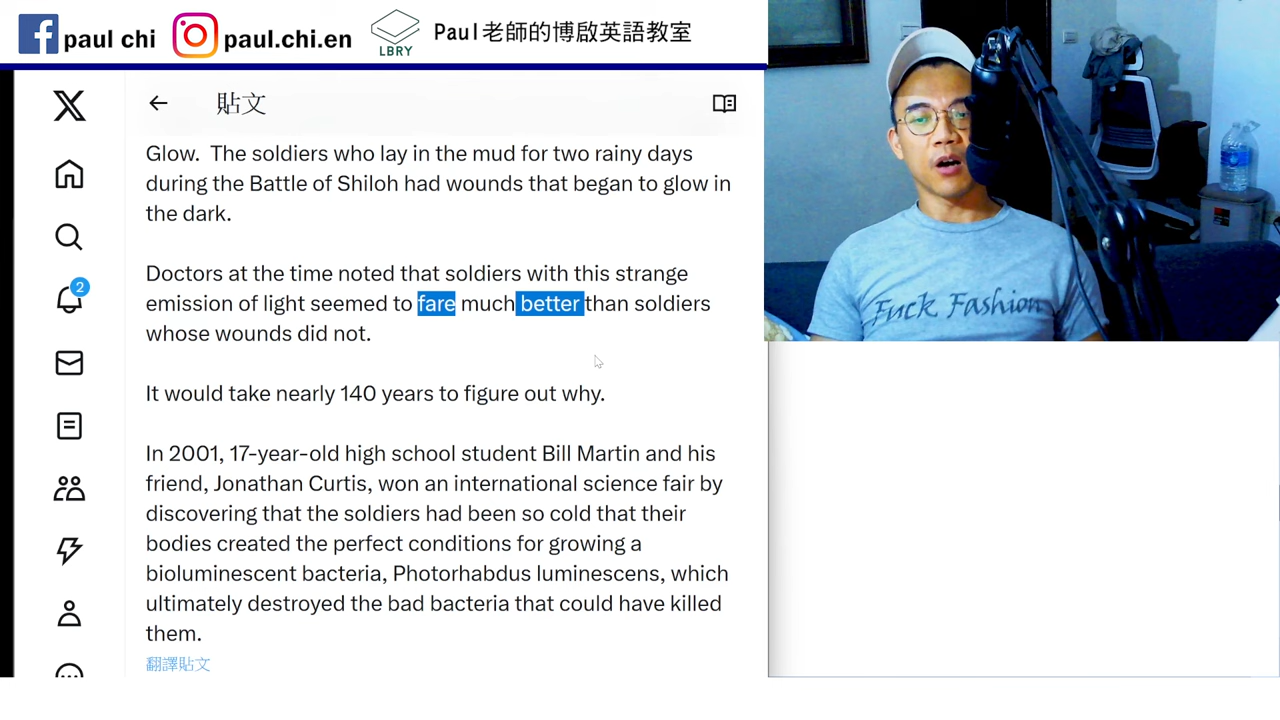 paul chi paul.chi.en LBRY Paul老師的博啟英語教室
貼文
2
Glow. The soldiers who lay in the mud for two rainy days
during the Battle of Shiloh had wounds that began to glow in
the dark.
Doctors at the time noted that soldiers with this strange
emission of light seemed to fare much better than soldiers
whose wounds did not.
It would take nearly 140 years to figure out why.
In 2001, 17-year-old high school student Bill Martin and his
friend, Jonathan Curtis, won an international science fair by
discovering that the soldiers had been so cold that their
bodies created the perfect conditions for growing a
bioluminescent bacteria, Photorhabdus luminescens, which
ultimately destroyed the bad bacteria that could have killed
them.
翻譯貼文
Fuck Fashion